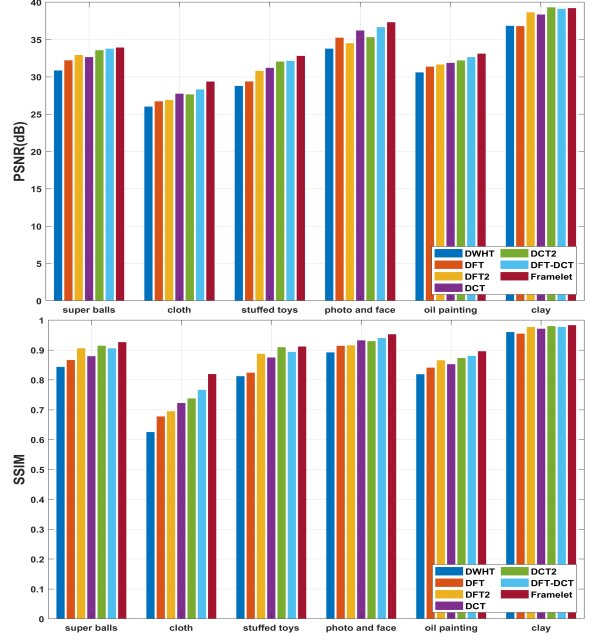 40
35
30
25
20
15
10
5
0
PSNR(dB)
DWHT DCT2
DFT DFT-DCT
DFT2 Framelet
DCT
super balls cloth stuffed toys photo and face oil painting clay
1
0.9
0.8
0.7
0.6
0.5
0.4
0.3
0.2
0.1
0
SSIM
DWHT DCT2
DFT DFT-DCT
DFT2 Framelet
DCT
super balls cloth stuffed toys photo and face oil painting clay